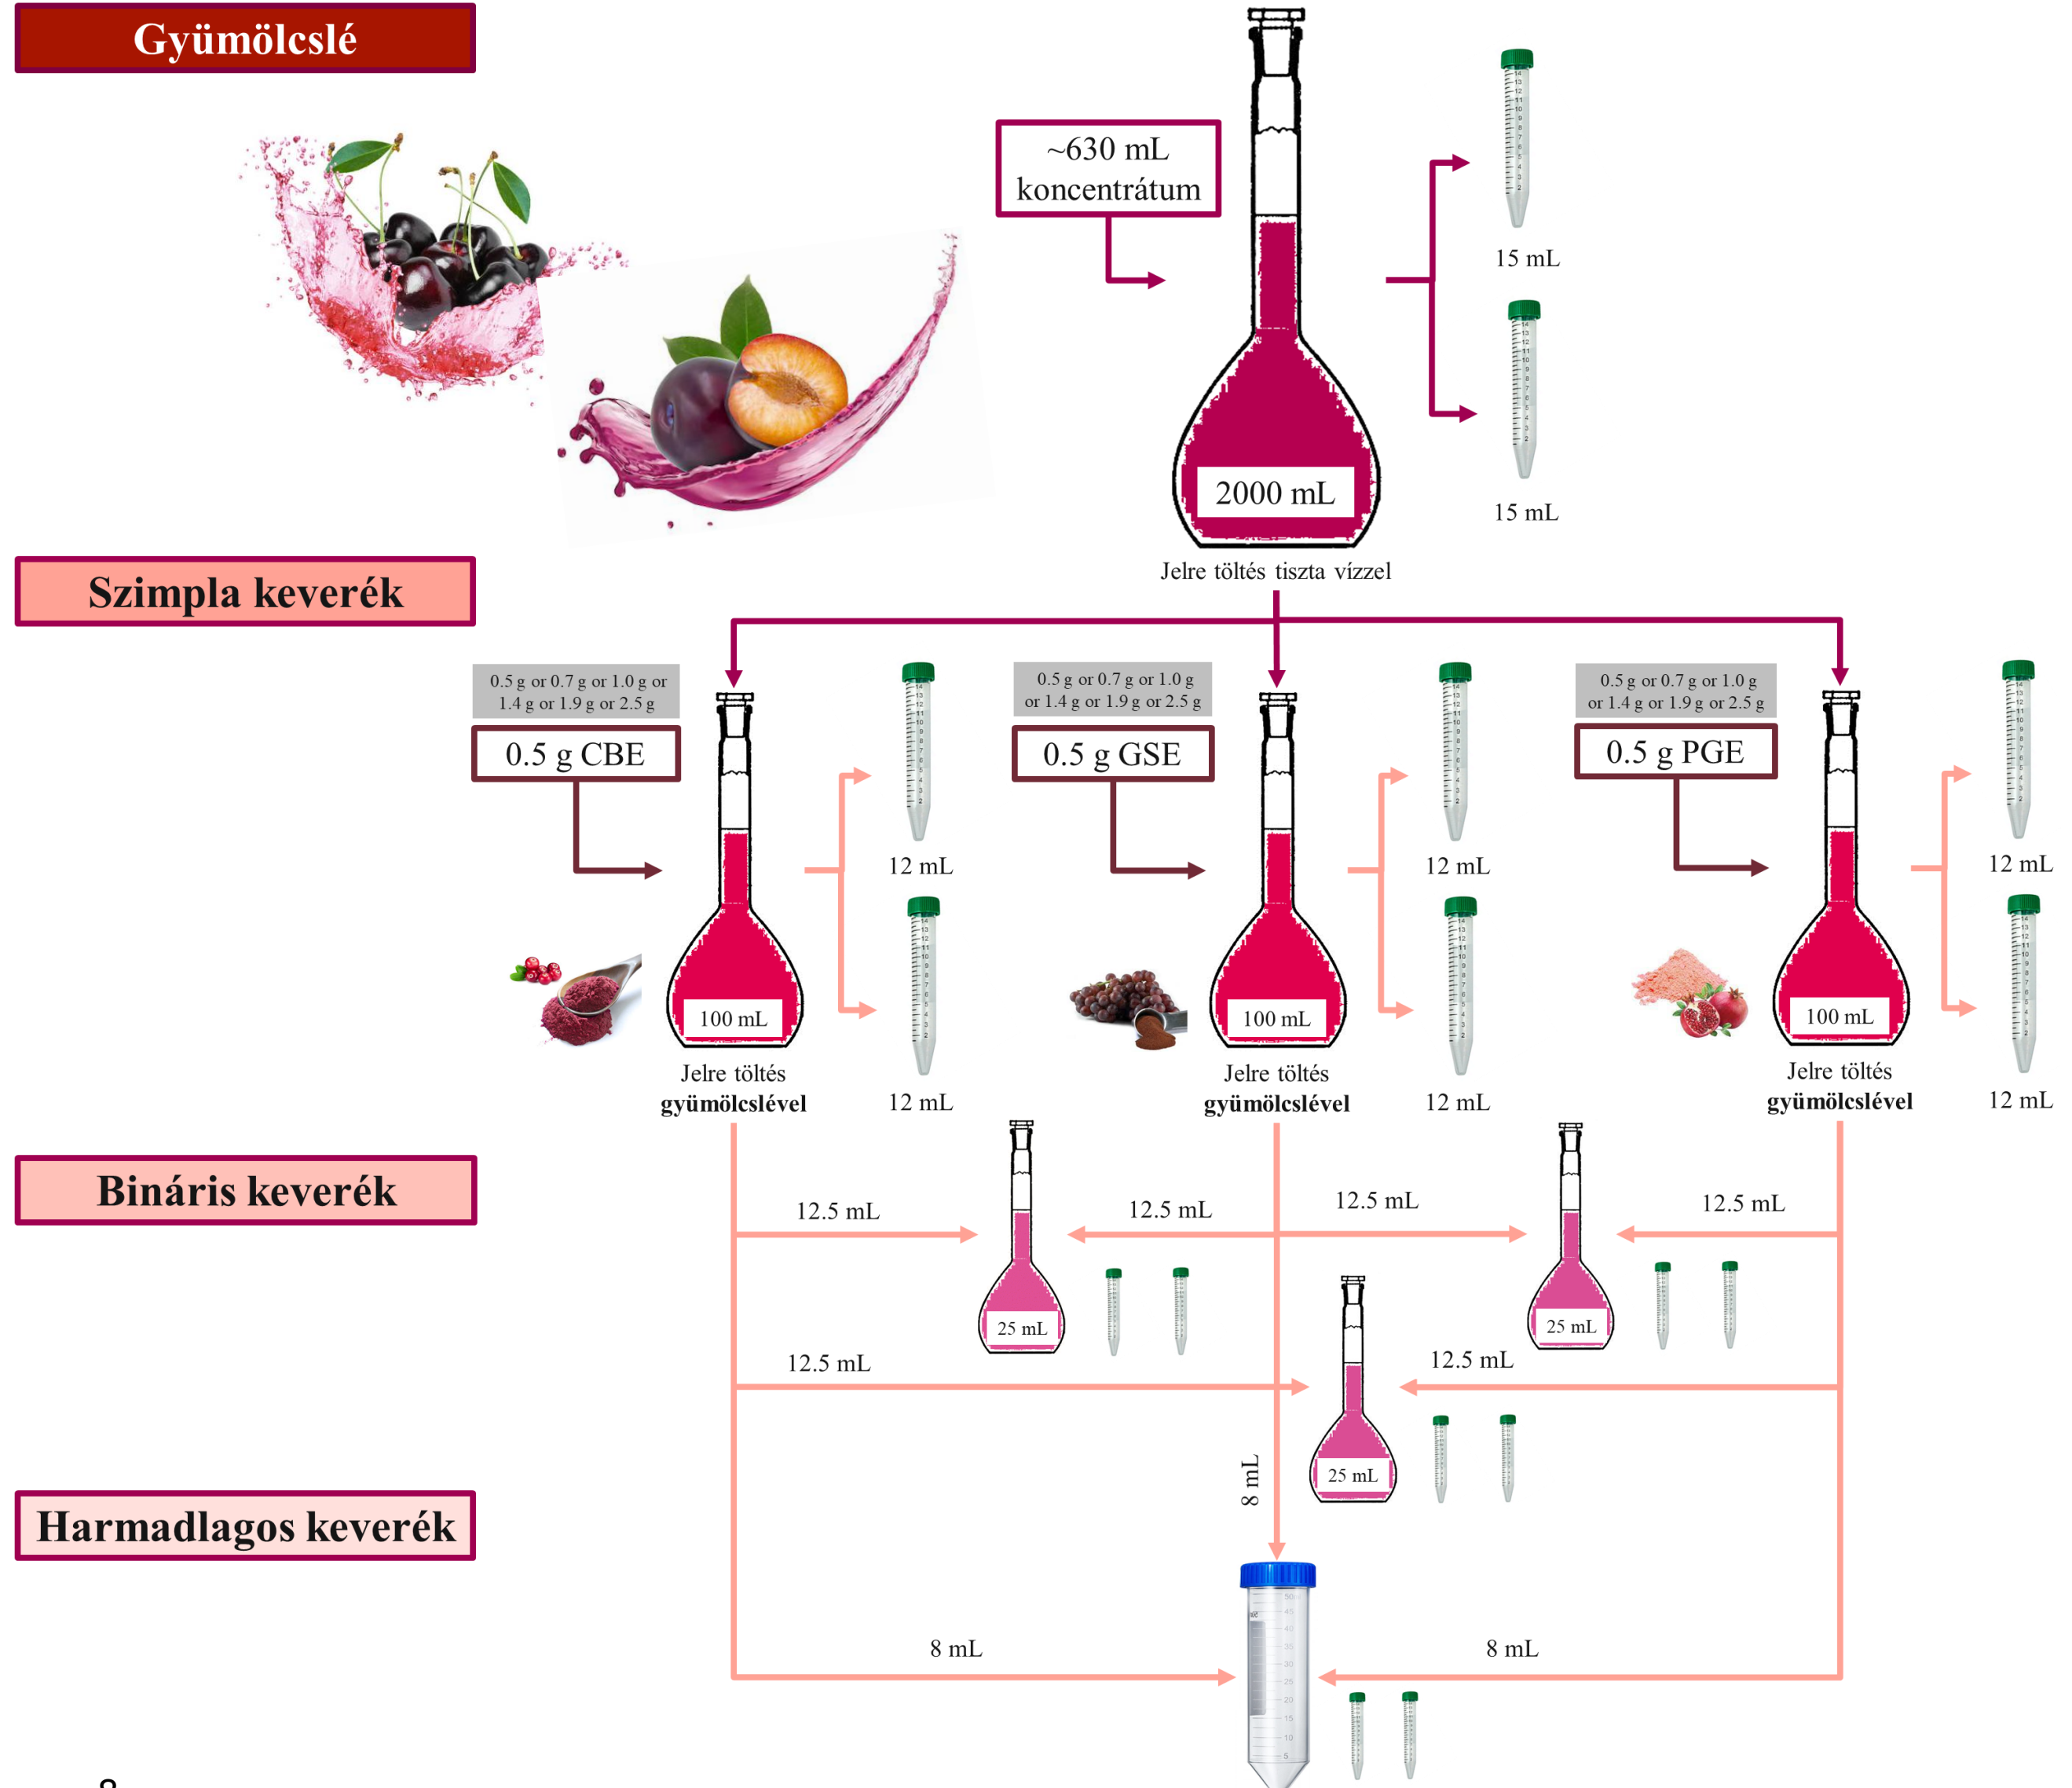 Gyümölcslé
~630 mL
koncentrátum
15 mL
2000 mL
15 mL
Jelre töltés tiszta vízzel
Szimpla keverék
0.5 g or 0.7 g or 1.0 g or
1.4 g or 1.9 g or 2.5 g
0.5 g CBE
12 mL
100 mL
Jelre töltés
gyümölcslével
12 mL
0.5 g or 0.7 g or 1.0 g
or 1.4 g or 1.9 g or 2.5 g
0.5 g GSE
12 mL
100 mL
Jelre töltés
gyümölcslével
12 mL
0.5 g or 0.7 g or 1.0 g
or 1.4 g or 1.9 g or 2.5 g
0.5 g PGE
12 mL
100 mL
Jelre töltés
gyümölcslével
12 mL
Bináris keverék
12.5 mL
12.5 mL
12.5 mL
12.5 mL
25 mL
25 mL
12.5 mL
12.5 mL
25 mL
8 mL
Harmadlagos keverék
8 mL
8 mL